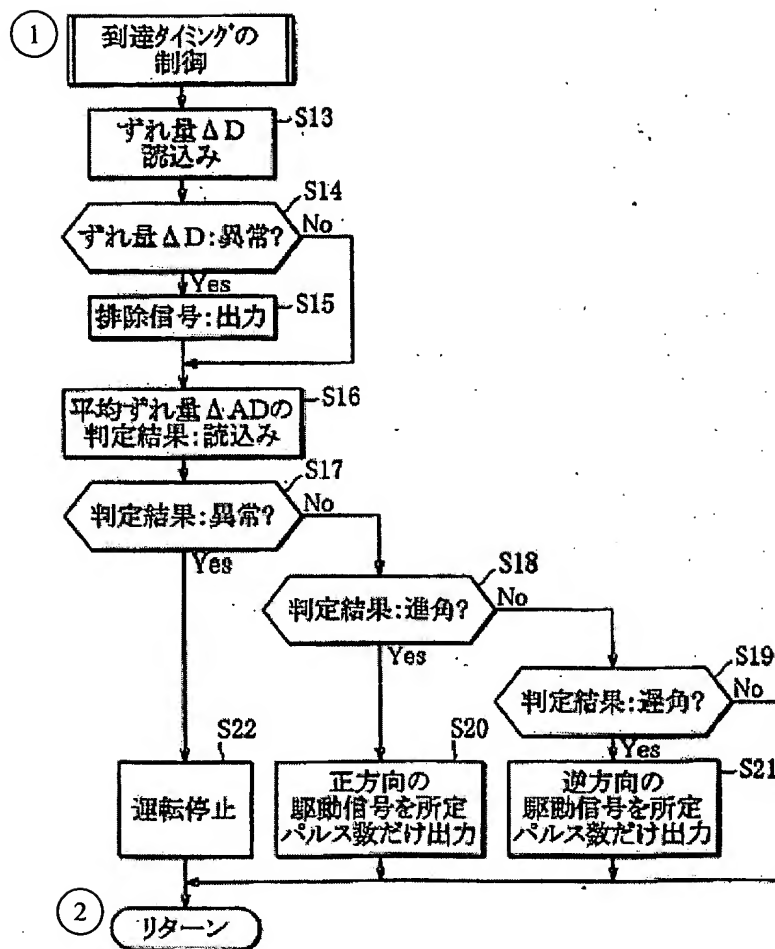 1
到達タイミングの
制御
S13
ずれ量ΔD
読込み
S14
ずれ量ΔD:異常?
No
Yes
S15
排除信号:出力
S16
平均ずれ量ΔADの
判定結果:読込み
S17
判定結果:異常?
No
Yes
S18
判定結果:進角?
No
Yes
S19
判定結果:遅角?
No
Yes
S22
運転停止
S20
正方向の
駆動信号を所定
パルス数だけ出力
S21
逆方向の
駆動信号を所定
パルス数だけ出力
2
リターン